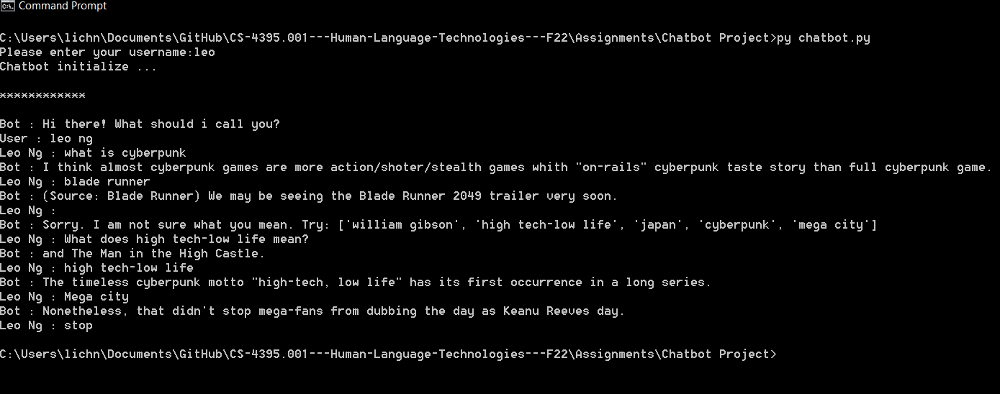 Command Prompt
C:\Users\lichn\Documents\GitHub\CS-4395.001---Human-Language-Technologies---F22\Assignments\Chatbot Project>py chatbot.py
Please enter your username:leo
Chatbot initialize ...
************
Bot : Hi there! What should i call you?
User : leo ng
Leo Ng : what is cyberpunk
Bot : I think almost cyberpunk games are more action/shoter/stealth games whith "on-rails" cyberpunk taste story than full cyberpunk game.
Leo Ng : blade runner
Bot : (Source: Blade Runner) We may be seeing the Blade Runner 2049 trailer very soon.
Leo Ng :
Bot : Sorry. I am not sure what you mean. Try: ['william gibson', 'high tech-low life', 'japan', 'cyberpunk', 'mega city']
Leo Ng : What does high tech-low life mean?
Bot : and The Man in the High Castle.
Leo Ng : high tech-low life
Bot : The timeless cyberpunk motto "high-tech, low life" has its first occurrence in a long series.
Leo Ng : Mega city
Bot : Nonetheless, that didn't stop mega-fans from dubbing the day as Keanu Reeves day.
Leo Ng : stop
C:\Users\lichn\Documents\GitHub\CS-4395.001---Human-Language-Technologies---F22\Assignments\Chatbot Project>